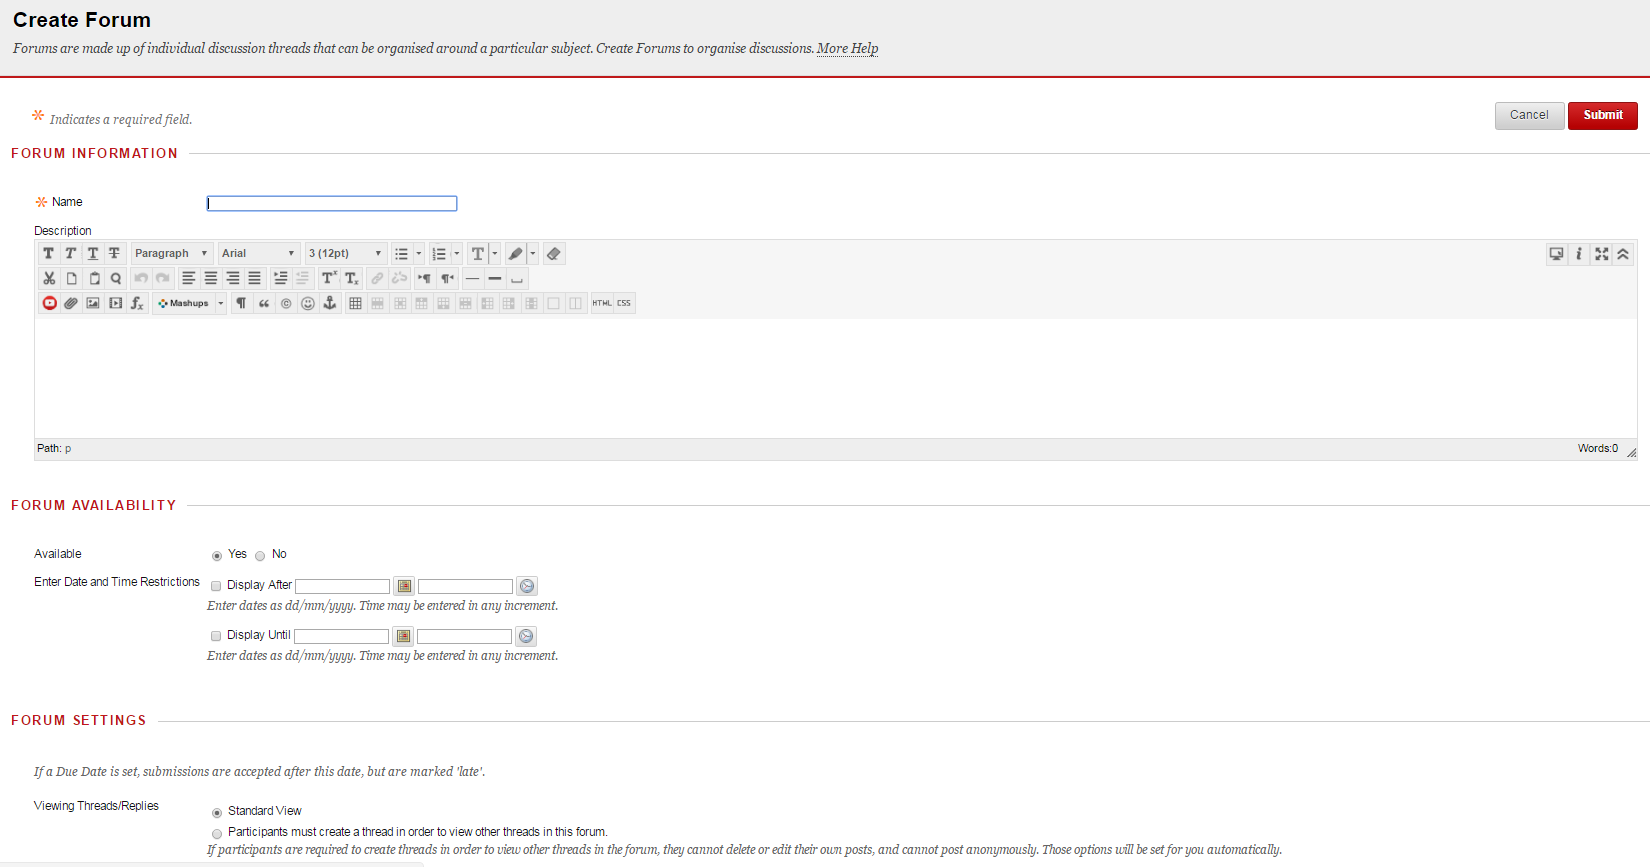 Create Forum
Forums are made up of individual discussion threads that can be organised around a particular subject. Create Forums to organise discussions. More Help
Indicates a required field.
Cancel Submit
FORUM INFORMATION
Name
Description
T T T T Paragraph Arial 3 (12pt) T
Mashups HTML CSS
Path: p Words:0
FORUM AVAILABILITY
Available Yes No
Enter Date and Time Restrictions Display After
Enter dates as dd/mm/yyyy. Time may be entered in any increment.
Display Until
Enter dates as dd/mm/yyyy. Time may be entered in any increment.
FORUM SETTINGS
If a Due Date is set, submissions are accepted after this date, but are marked 'late'.
Viewing Threads/Replies Standard View
Participants must create a thread in order to view other threads in this forum.
If participants are required to create threads in order to view other threads in the forum, they cannot delete or edit their own posts, and cannot post anonymously. Those options will be set for you automatically.